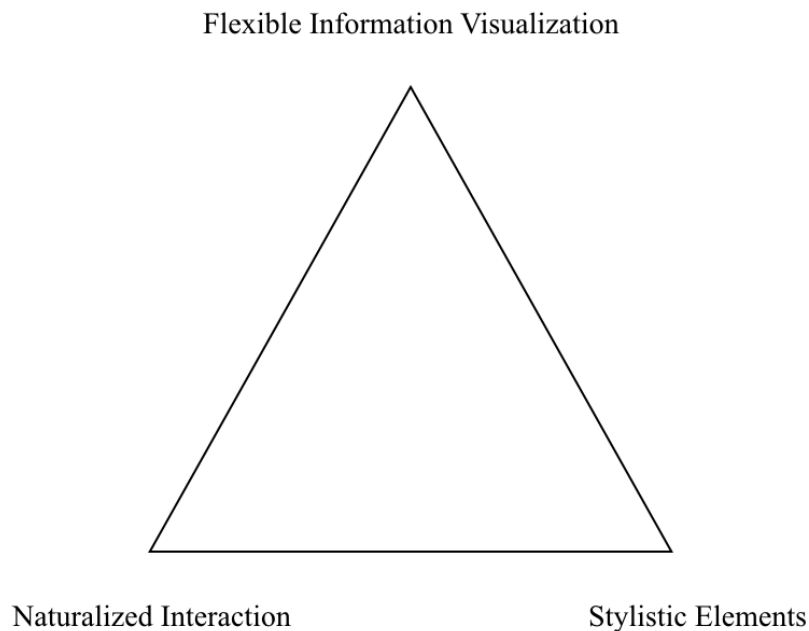 Flexible Information Visualization
Naturalized Interaction
Stylistic Elements